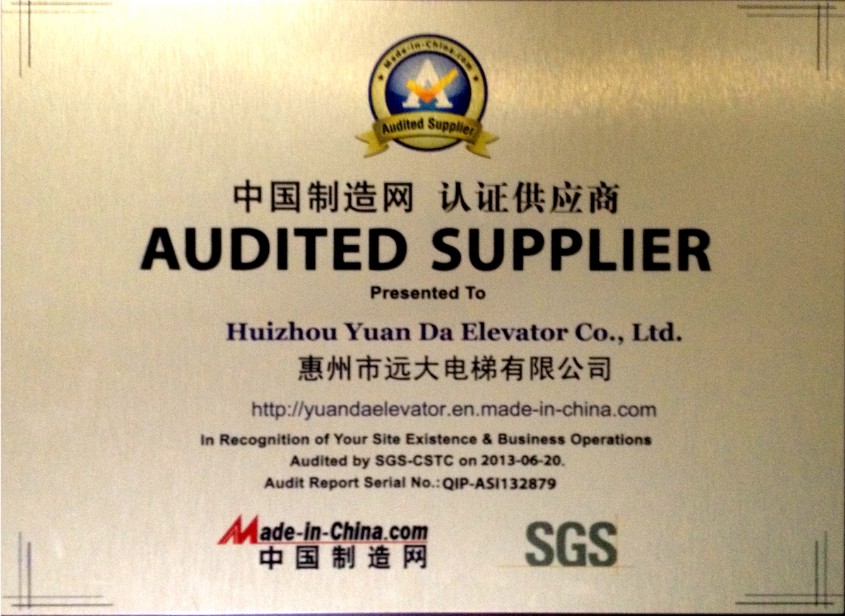 Made-in-China.com
A
Audited Supplier
中国制造网 认证供应商
AUDITED SUPPLIER
Presented To
Huizhou Yuan Da Elevator Co., Ltd.
惠州市远大电梯有限公司
http://yuandaelevator.en.made-in-china.com
In Recognition of Your Site Existence & Business Operations
Audited by SGS-CSTC on 2013-06-20.
Audit Report Serial No.: QIP-ASI132879
Made-in-China.com
中国制造网
SGS